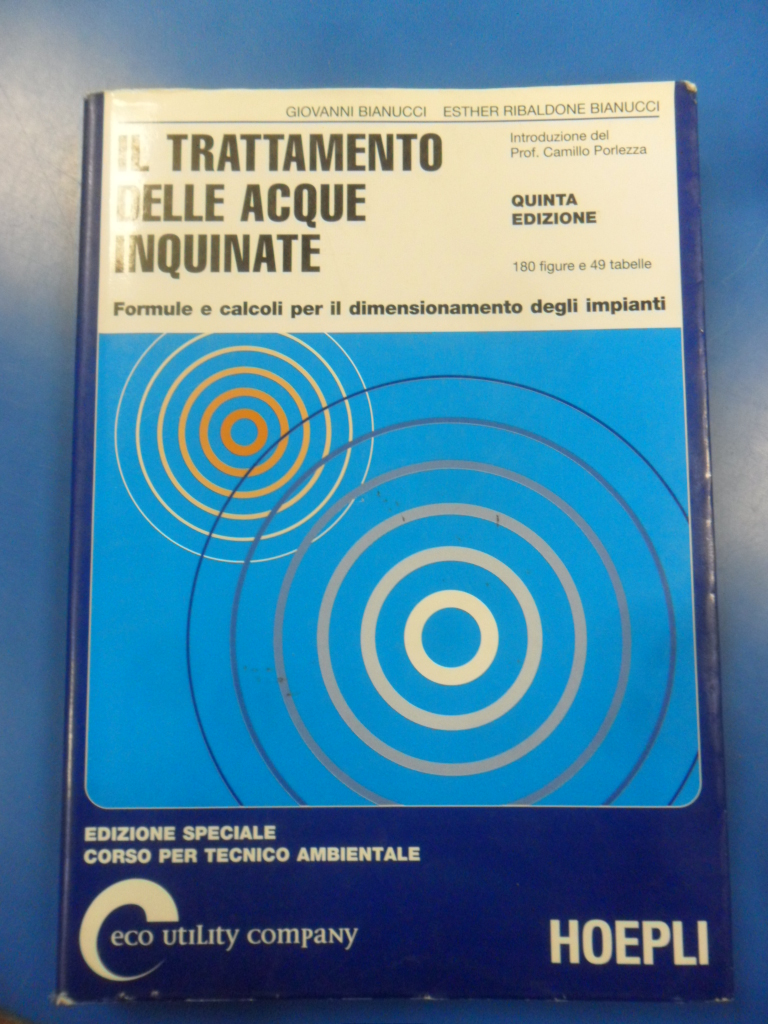 GIOVANNI BIANUCCI ESTHER RIBALDONE BIANUCCI
IL TRATTAMENTO
DELLE ACQUE
INQUINATE
Introduzione del
Prof. Camillo Porlezza
QUINTA
EDIZIONE
180 figure e 49 tabelle
Formule e calcoli per il dimensionamento degli impianti
EDIZIONE SPECIALE
CORSO PER TECNICO AMBIENTALE
eco utility company
HOEPLI